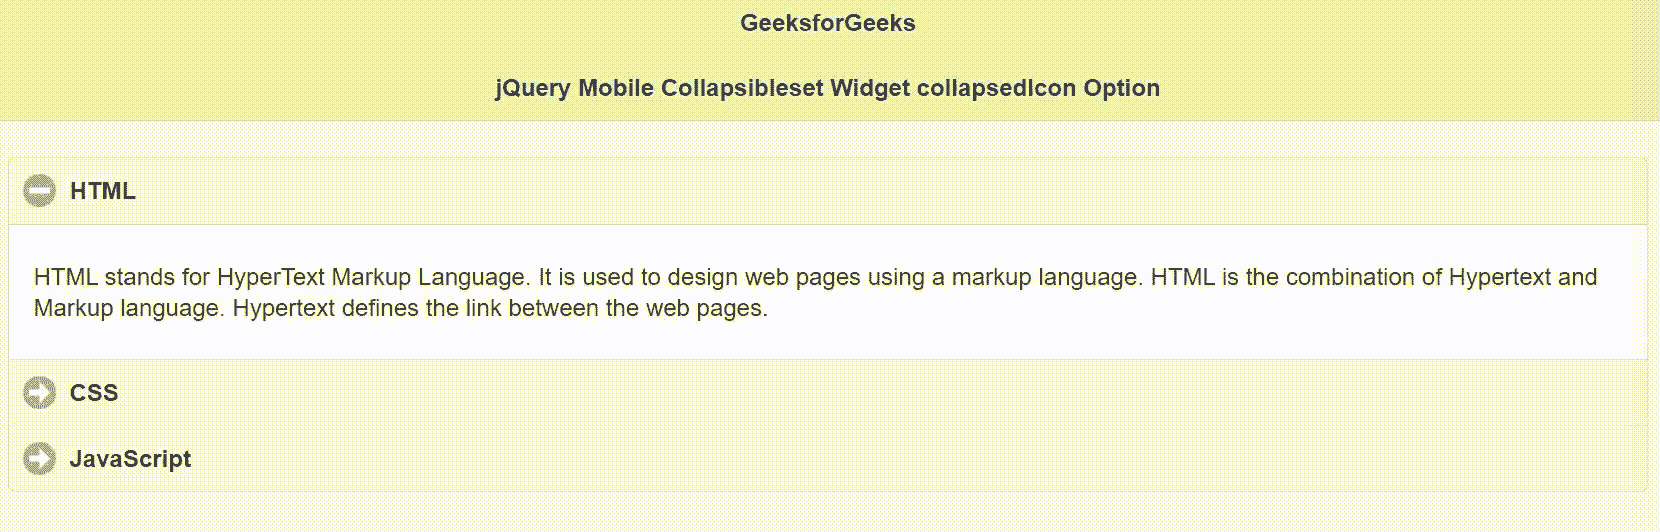 GeeksforGeeks
jQuery Mobile Collapsibleset Widget collapsedIcon Option
HTML
HTML stands for HyperText Markup Language. It is used to design web pages using a markup language. HTML is the combination of Hypertext and
Markup language. Hypertext defines the link between the web pages.
CSS
JavaScript